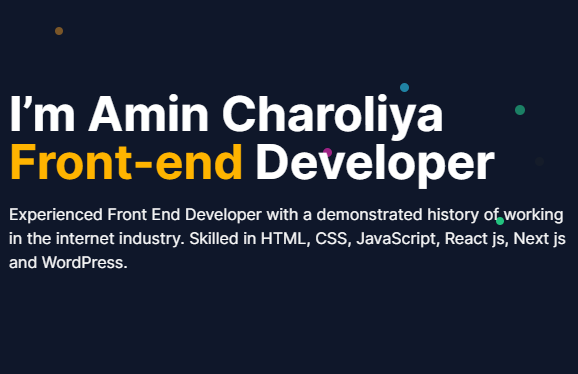 I’m Amin Charoliya
Front-end Developer
Experienced Front End Developer with a demonstrated history of working
in the internet industry. Skilled in HTML, CSS, JavaScript, React js, Next js
and WordPress.